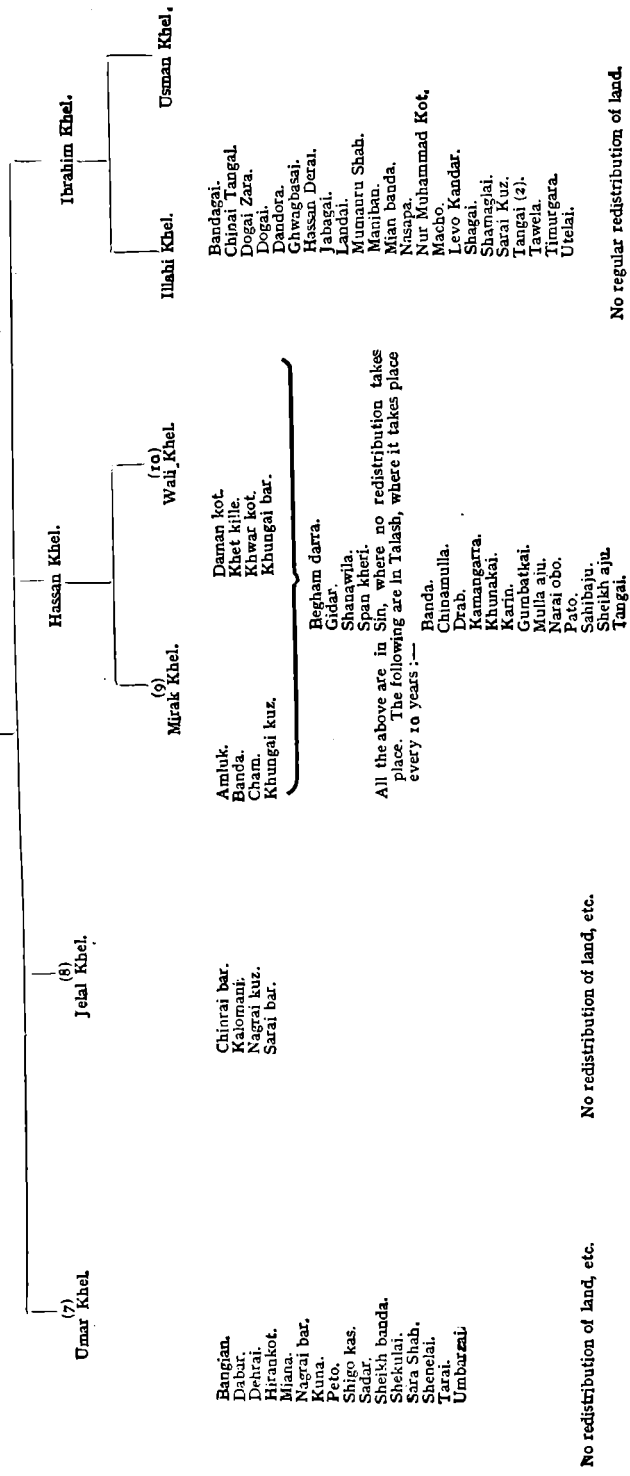 (7)
Umar Khel.
Bangian.
Dabur.
Dehrai.
Hirankot.
Miana.
Nagrai bar.
Kuna.
Peto.
Shigo kas.
Sadar.
Sheikh banda.
Shekulai.
Sara Shah.
Shenelai.
Tarai.
Umbarzai.
No redistribution of land, etc.
(8)
Jelal Khel.
Chinrai bar.
Kalomani.
Nagrai kuz.
Sarai bar.
No redistribution of land, etc.
Hassan Khel.
(9)
Mirak Khel.
Amluk.
Banda.
Cham.
Khungai kuz.
(10)
Wali Khel.
Daman kot.
Khet kille.
Khwar kot.
Khungai bar.
Begham darra.
Gidar.
Shanawila.
Span kheri.
All the above are in Sin, where no redistribution takes
place. The following are in Talash, where it takes place
every 10 years :—
Banda.
Chinamulla.
Drab.
Kamangarra.
Khunakai.
Karin.
Gumbatkai.
Mulla aju.
Narai obo.
Pato.
Sahibaju.
Sheikh aju.
Tangai.
Ibrahim Khel.
Illahi Khel.
Usman Khel.
Bandagai.
Chinai Tangal.
Dogai Zara.
Dogai.
Dandora.
Ghwagbasai.
Hassan Derai.
Jabagai.
Landai.
Mumauru Shah.
Maniban.
Mian banda.
Nasapa.
Nur Muhammad Kot.
Macho.
Levo Kandar.
Shagai.
Shamaglai.
Sarai Kuz.
Tangai (2).
Tawela.
Timurgara.
Utelai.
No regular redistribution of land.